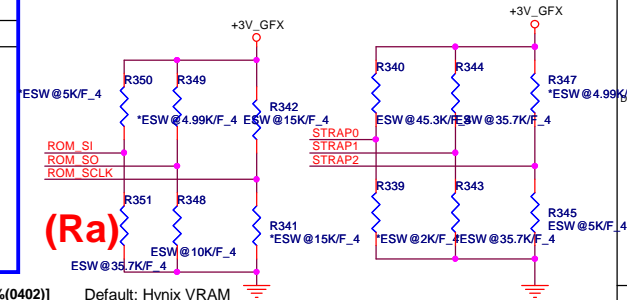 +3V_GFX
+3V_GFX
R350
R349
R342
*ESW@5K/F_4
*ESW@4.99K/F_4
ESW@15K/F_4
R340
R344
R347
*ESW@4.99K/
ESW@45.3K/F_4
ESW@35.7K/F_4
ROM_SI
ROM_SO
ROM_SCLK
STRAP0
STRAP1
STRAP2
R351
R348
R341
(Ra)
ESW@35.7K/F_4
ESW@10K/F_4
*ESW@15K/F_4
R339
R343
R345
*ESW@2K/F_4
*ESW@35.7K/F_4
ESW@5K/F_4
%(0402)] Default: Hynix VRAM